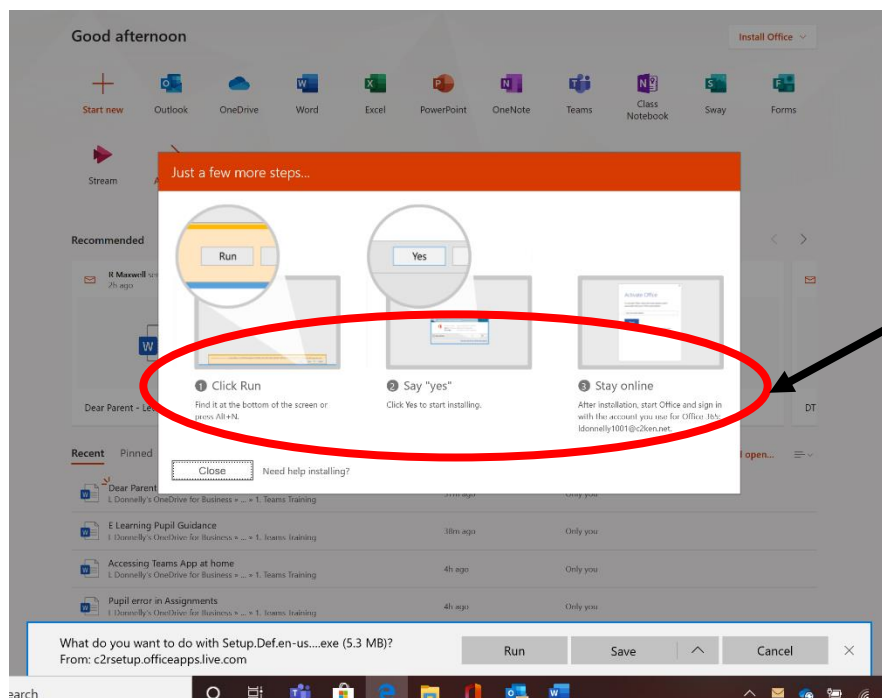 Good afternoon
Install Office
Start new
Outlook
OneDrive
Word
Excel
PowerPoint
OneNote
Teams
Class
Notebook
Sway
Forms
Stream
Just a few more steps...
Run
Yes
Recommended
R Maxwell
2h ago
Activate Office
1 Click Run
Find it at the bottom of the screen or
press Alt+N.
2 Say "yes"
Click Yes to start installing.
3 Stay online
After installation, start Office and sign in
with the account you use for Office 365:
ldonnelly1001@c2ken.net.
Dear Parent -
DT
Recent
Pinned
open...
Close
Need help installing?
Dear Parent
L Donnelly's OneDrive for Business » ... » 1. Teams Training
37m ago
Only you
E Learning Pupil Guidance
L Donnelly's OneDrive for Business » ... » 1. Teams Training
38m ago
Only you
Accessing Teams App at home
L Donnelly's OneDrive for Business » ... » 1. Teams Training
4h ago
Only you
Pupil error in Assignments
L Donnelly's OneDrive for Business » ... » 1. Teams Training
4h ago
Only you
What do you want to do with Setup.Def.en-us....exe (5.3 MB)?
From: c2rsetup.officeapps.live.com
Run
Save
Cancel
earch